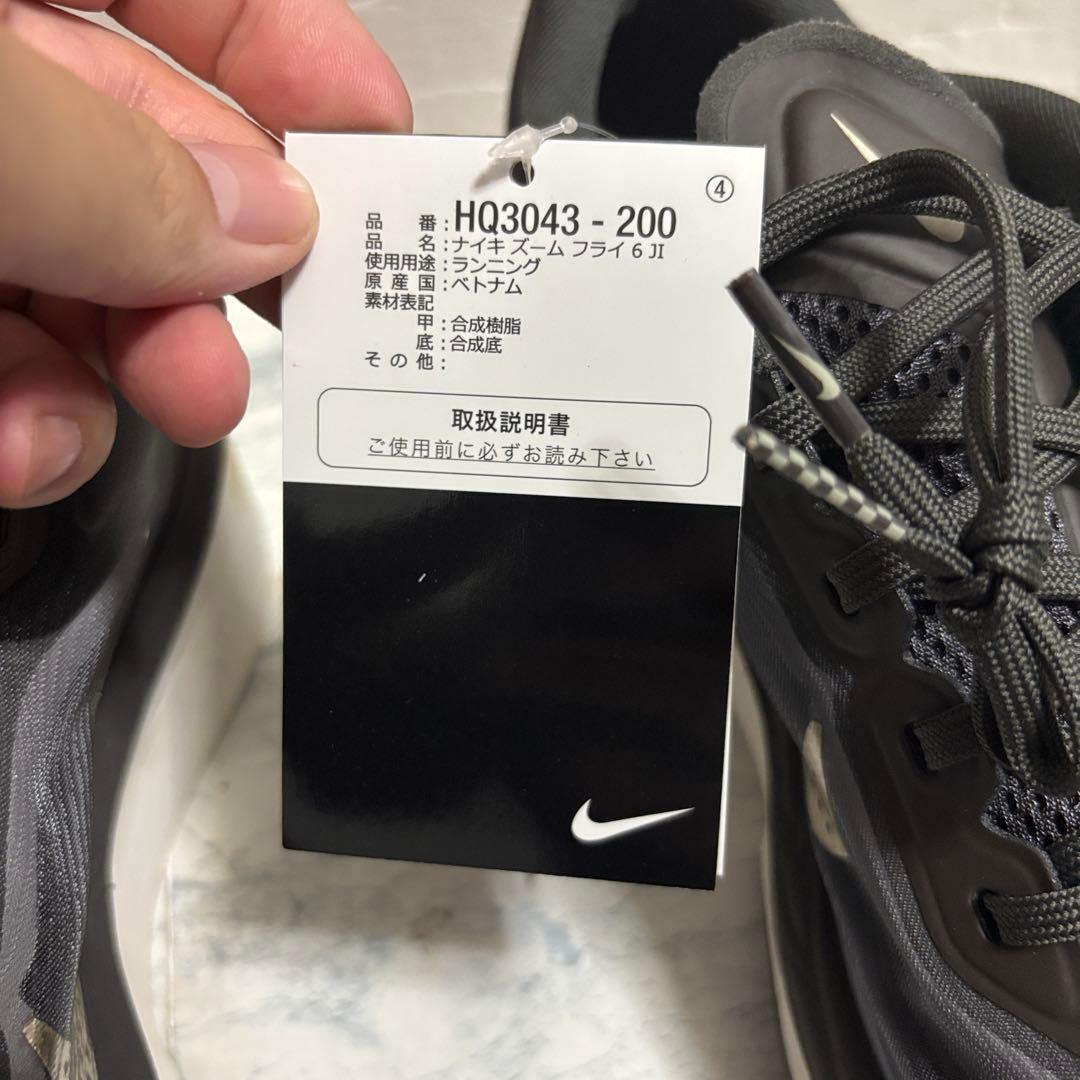 ④
品 番:HQ3043 - 200
品 名:ナイキ ズーム フライ 6 JI
使用用途:ランニング
原 産 国:ベトナム
素材表記
甲:合成樹脂
底:合成底
そ の 他:
取扱説明書
ご使用前に必ずお読み下さい